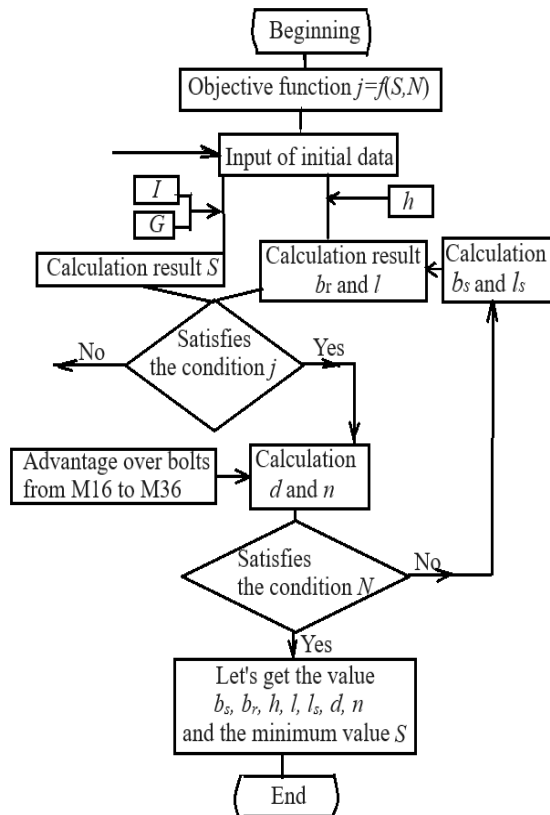 Beginning
Objective function j=f(S,N)
Input of initial data
I
G
h
Calculation result S
Calculation result
br and l
Calculation
bs and ls
Satisfies
the condition j
No
Yes
Advantage over bolts
from M16 to M36
Calculation
d and n
Satisfies
the condition N
No
Yes
Let's get the value
bs, br, h, l, ls, d, n
and the minimum value S
End